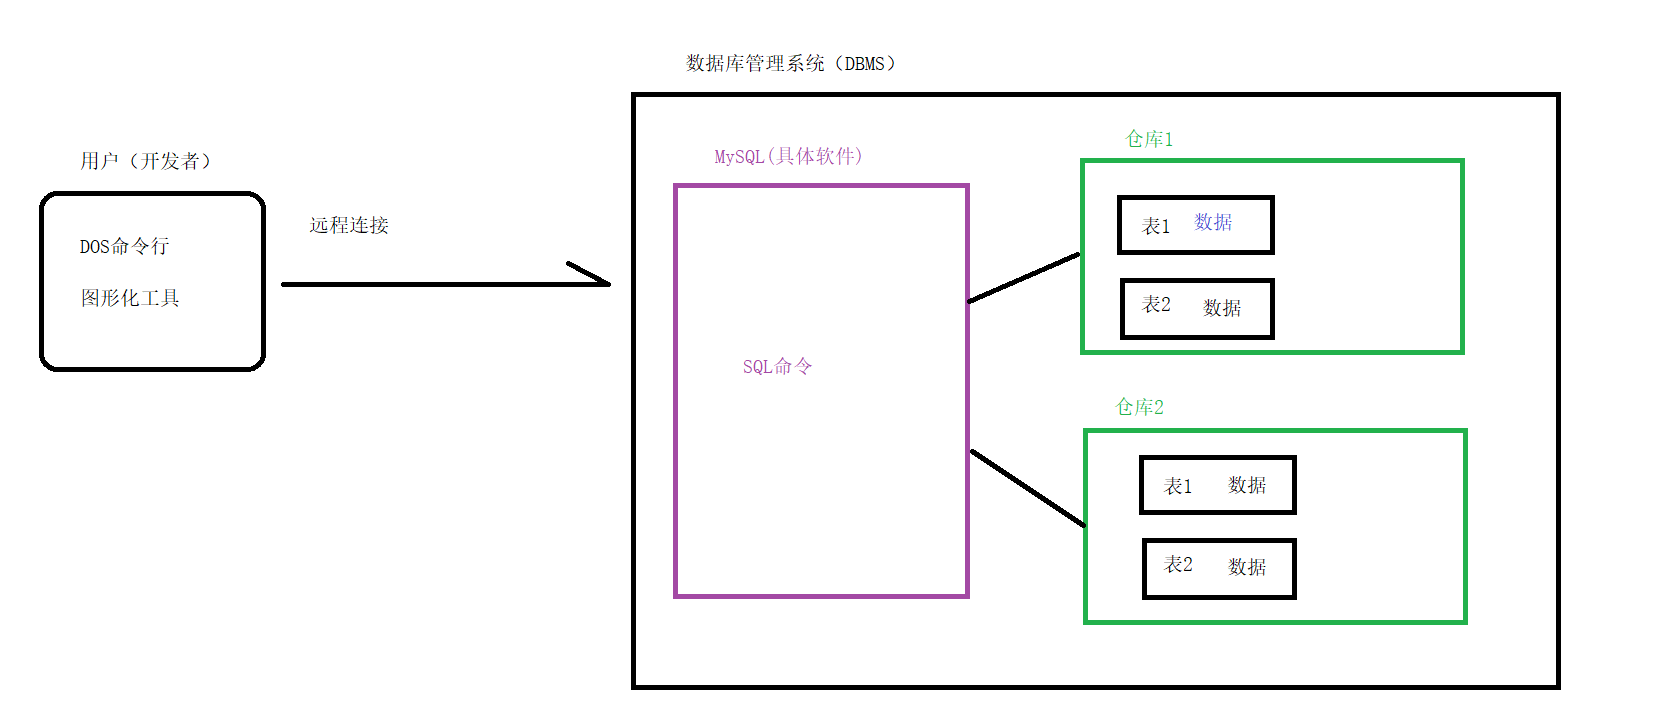 数据库管理系统（DBMS）
用户（开发者）
DOS命令行
图形化工具
远程连接
MySQL(具体软件)
SQL命令
仓库1
表1 数据
表2 数据
仓库2
表1 数据
表2 数据